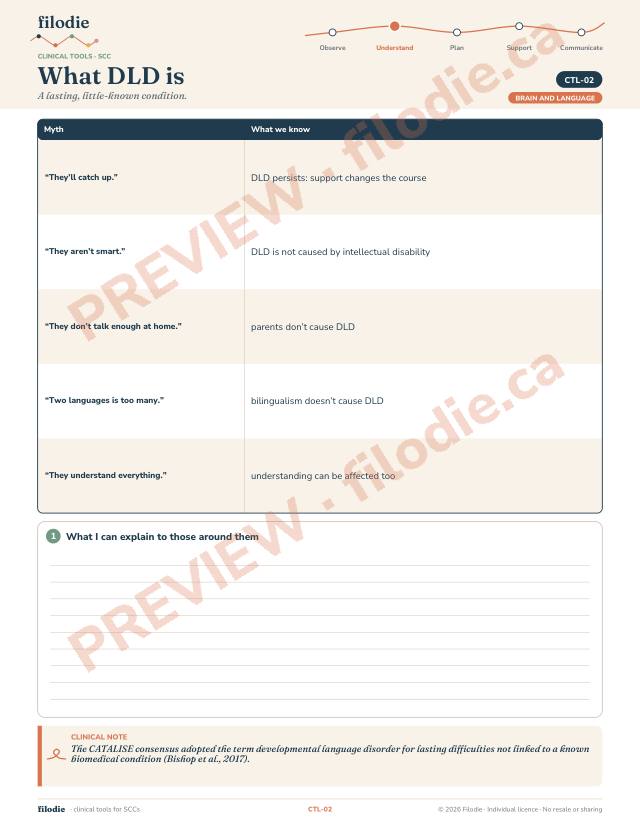 filodie
CLINICAL TOOLS · SCC
Observe Understand Plan Support Communicate
What DLD is
A lasting, little-known condition.
CTL-02
BRAIN AND LANGUAGE
Myth What we know
“They’ll catch up.” DLD persists: support changes the course
“They aren’t smart.” DLD is not caused by intellectual disability
“They don’t talk enough at home.” parents don’t cause DLD
“Two languages is too many.” bilingualism doesn’t cause DLD
“They understand everything.” understanding can be affected too
PREVIEW · filodie.ca
PREVIEW · filodie.ca
1 What I can explain to those around them
CLINICAL NOTE
The CATALISE consensus adopted the term developmental language disorder for lasting difficulties not linked to a known
biomedical condition (Bishop et al., 2017).
filodie · clinical tools for SCCs CTL-02 © 2026 Filodie · Individual licence · No resale or sharing